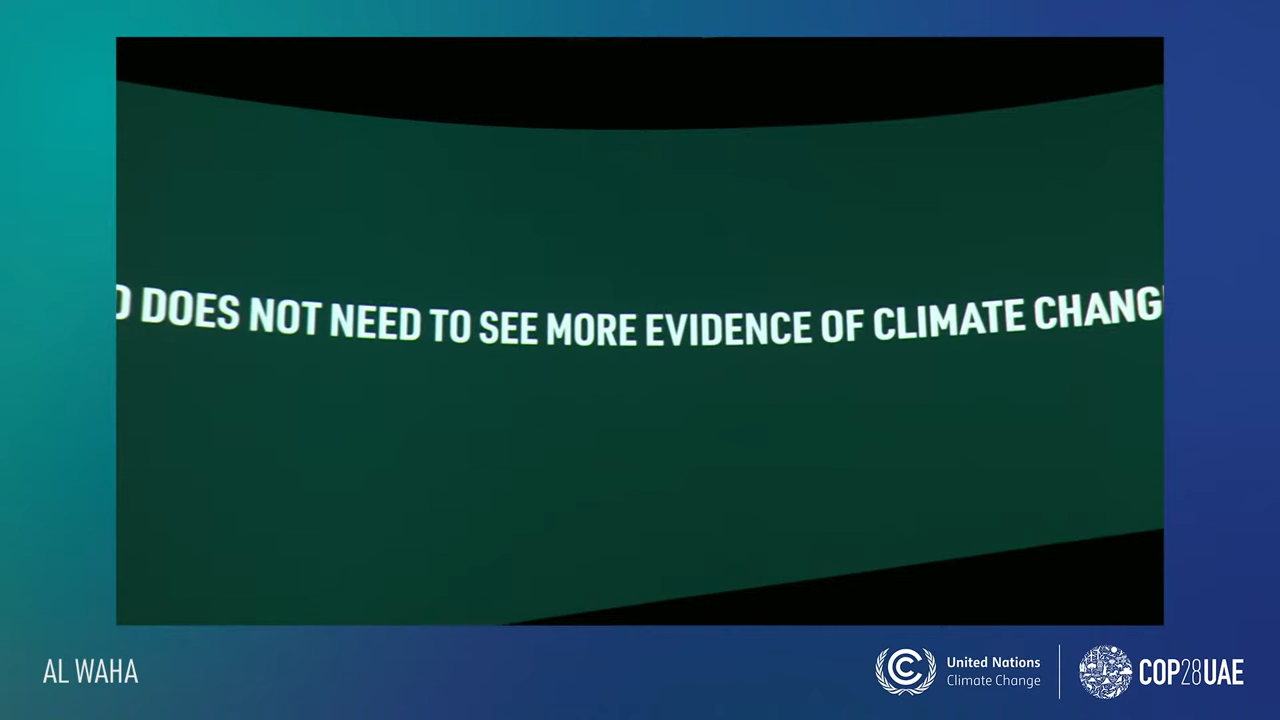 DOES NOT NEED TO SEE MORE EVIDENCE OF CLIMATE
AL WAHA
United Nations
Climate Change
COP28UAE